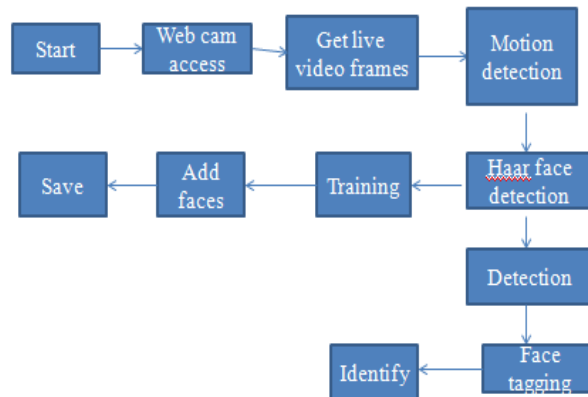 Start
Web cam
access
Get live
video frames
Motion
detection
Save
Add
faces
Training
Haar face
detection
Detection
Identify
Face
tagging